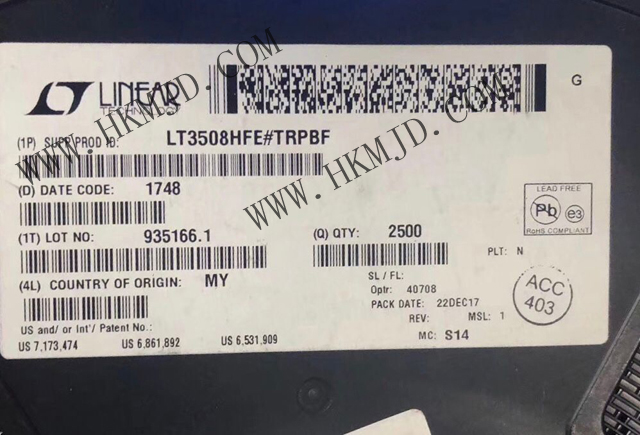 LINEAR
TECHNOLOGY
G
(1P) SUPP.PROD ID: LT3508HFE#TRPBF
(D) DATE CODE: 1748
(1T) LOT NO: 935166.1
(Q) QTY: 2500
(4L) COUNTRY OF ORIGIN: MY
LEAD FREE
Pb e3
RoHS COMPLIANT
PLT: N
SL / FL:
Optr: 40708
PACK DATE: 22DEC17
REV: MSL: 1
MC: S14
ACC
403
US and/ or Int'/ Patent No.:
US 7,173,474 US 6,861,892 US 6,531,909
WWW.HKMJD.COM
WWW.HKMJD.COM